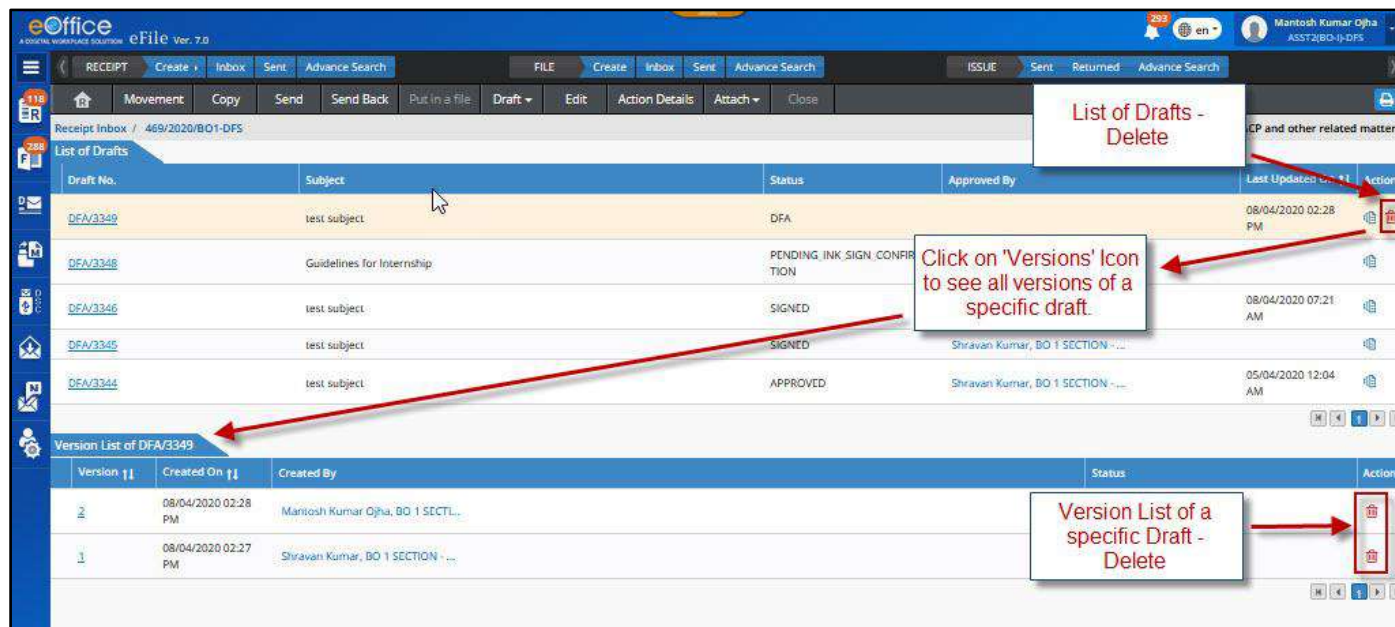 eOffice
A DIGITAL WORKPLACE SOLUTION eFile Ver. 7.0
293
en
Mantosh Kumar Ojha
ASST2(BO-I)-DFS
RECEIPT Create Inbox Sent Advance Search FILE Create Inbox Sent Advance Search ISSUE Sent Returned Advance Search
118
R
Movement Copy Send Send Back Put in a file Draft Edit Action Details Attach Close
Receipt Inbox / 469/2020/BO1-DFS
CP and other related matter
288
List of Drafts
List of Drafts -
Delete
Draft No. Subject Status Approved By Last Updated On Action
DFA/3349 test subject DFA 08/04/2020 02:28
PM
DFA/3348 Guidelines for Internship PENDING INK SIGN CONFIR
TION
Click on 'Versions' Icon
to see all versions of a
specific draft.
DFA/3346 test subject SIGNED 08/04/2020 07:21
AM
DFA/3345 test subject SIGNED Shravan Kumar, BO 1 SECTION - ...
DFA/3344 test subject APPROVED Shravan Kumar, BO 1 SECTION - ... 05/04/2020 12:04
AM
1
Version List of DFA/3349
Version Created On Created By Status Action
2 08/04/2020 02:28
PM Mantosh Kumar Ojha, BO 1 SECTI...
1 08/04/2020 02:27
PM Shravan Kumar, BO 1 SECTION - ...
Version List of a
specific Draft -
Delete
1